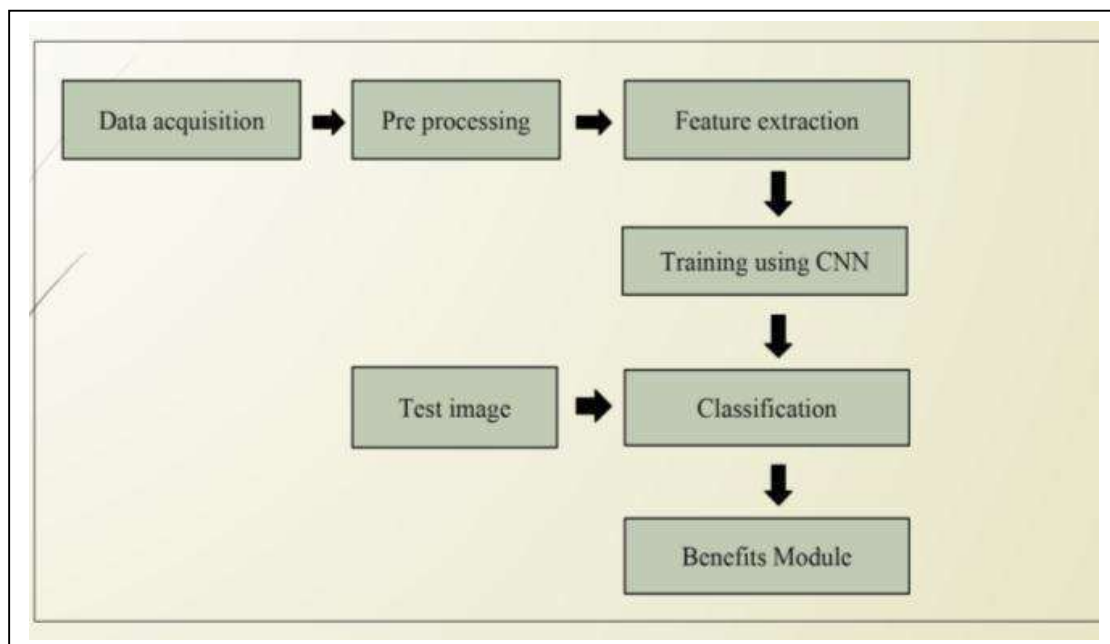 Data acquisition
Pre processing
Feature extraction
Training using CNN
Test image
Classification
Benefits Module